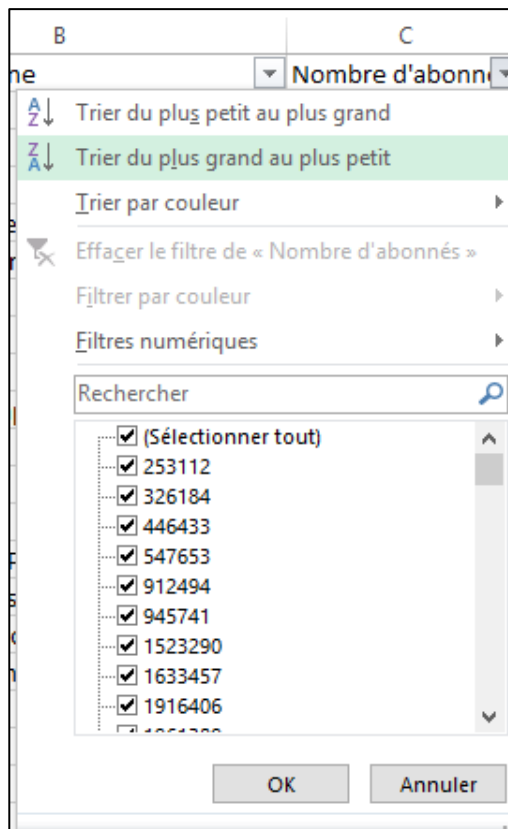 B C
ne Nombre d'abonn
Trier du plus petit au plus grand
Trier du plus grand au plus petit
Trier par couleur
Effacer le filtre de « Nombre d'abonnés »
Filtrer par couleur
Filtres numériques
Rechercher
(Sélectionner tout)
253112
326184
446433
547653
912494
945741
1523290
1633457
1916406
OK Annuler